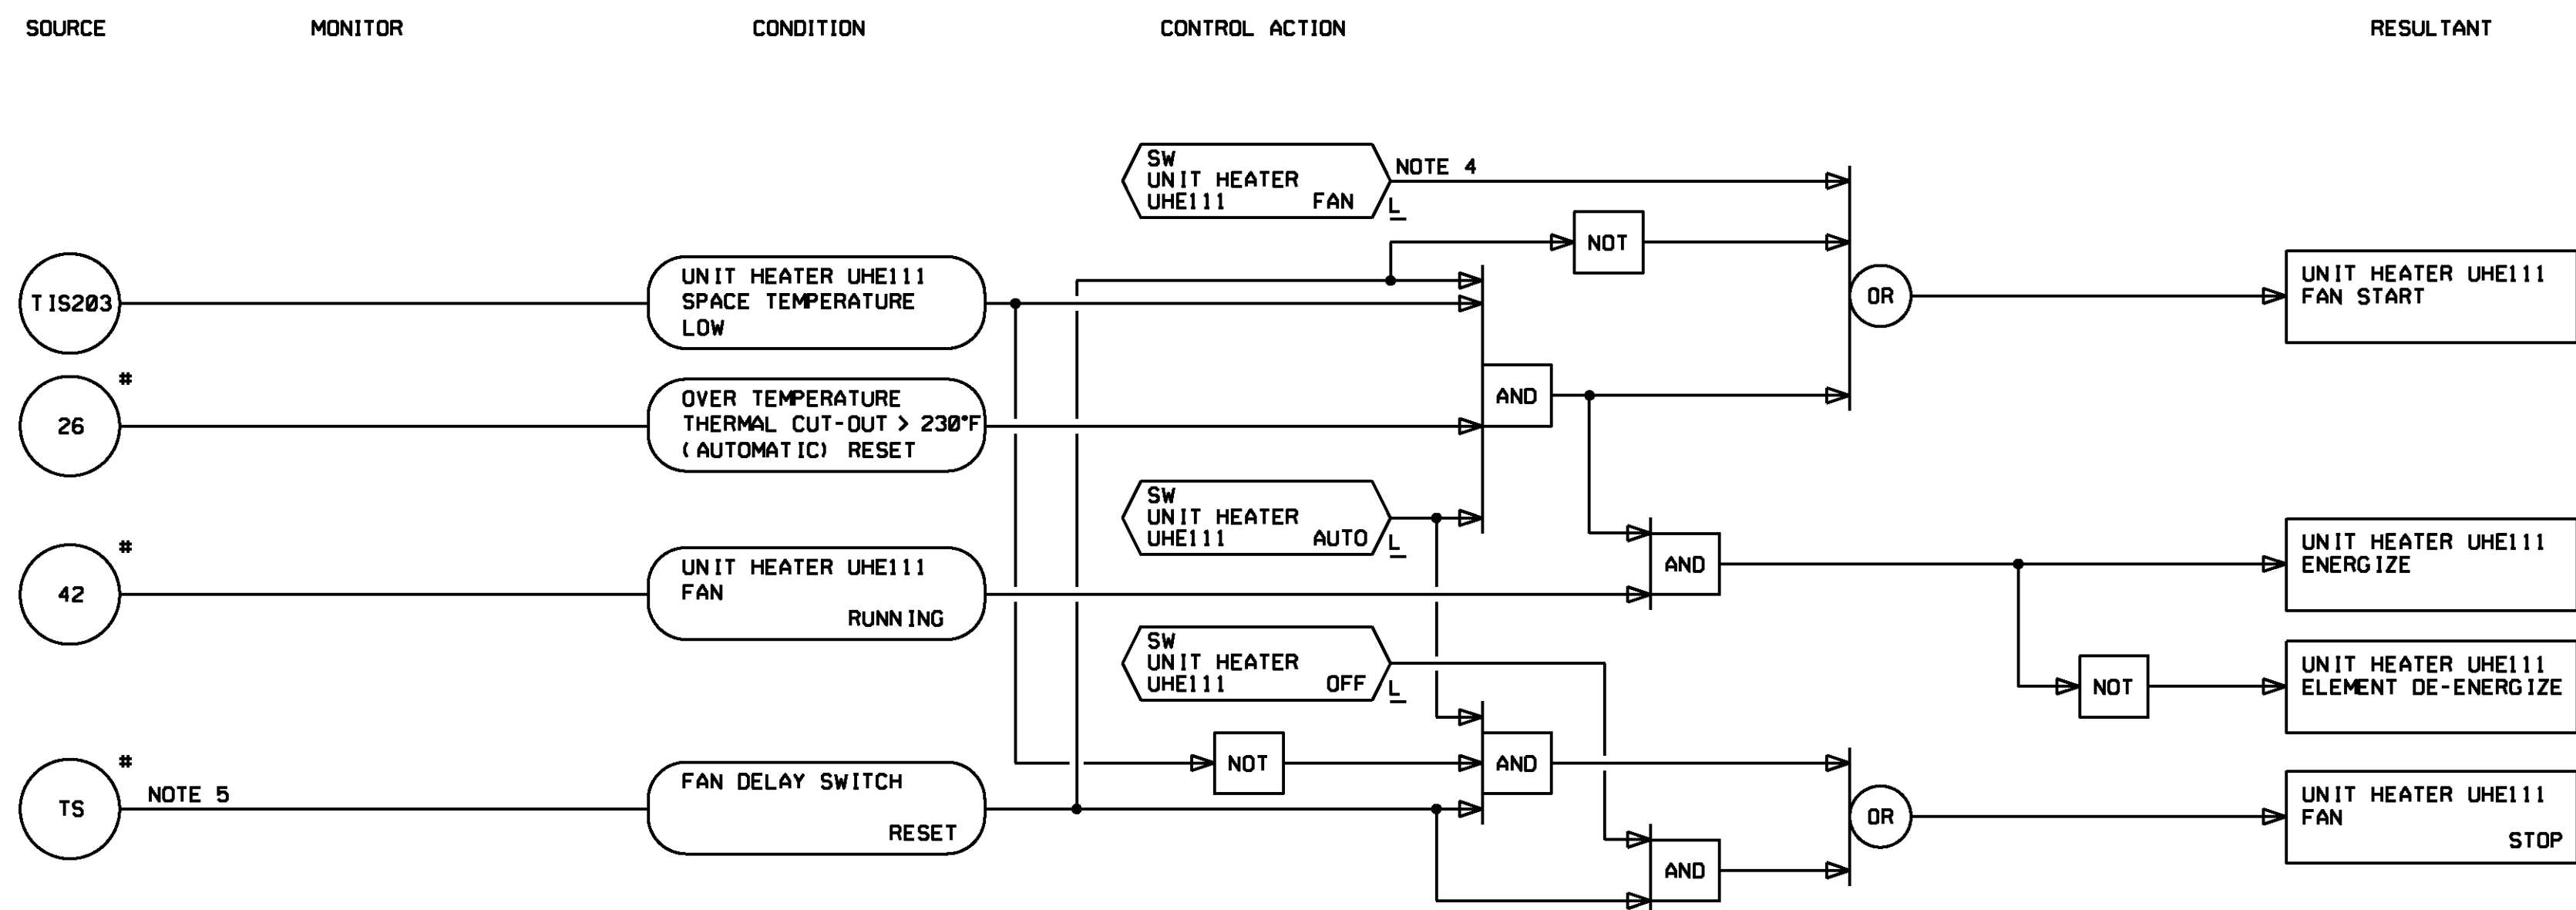 SOURCE MONITOR CONDITION CONTROL ACTION RESULTANT
SW
UNIT HEATER
UHE111 FAN
NOTE 4
L
NOT
TIS203
UNIT HEATER UHE111
SPACE TEMPERATURE
LOW
OR
UNIT HEATER UHE111
FAN START
#
26
OVER TEMPERATURE
THERMAL CUT-OUT > 230°F
(AUTOMATIC) RESET
AND
SW
UNIT HEATER
UHE111 AUTO
L
#
42
UNIT HEATER UHE111
FAN
RUNNING
AND
UNIT HEATER UHE111
ENERGIZE
SW
UNIT HEATER
UHE111 OFF
L
NOT
UNIT HEATER UHE111
ELEMENT DE-ENERGIZE
#
TS
NOTE 5
FAN DELAY SWITCH
RESET
NOT
AND
OR
UNIT HEATER UHE111
FAN
STOP
AND